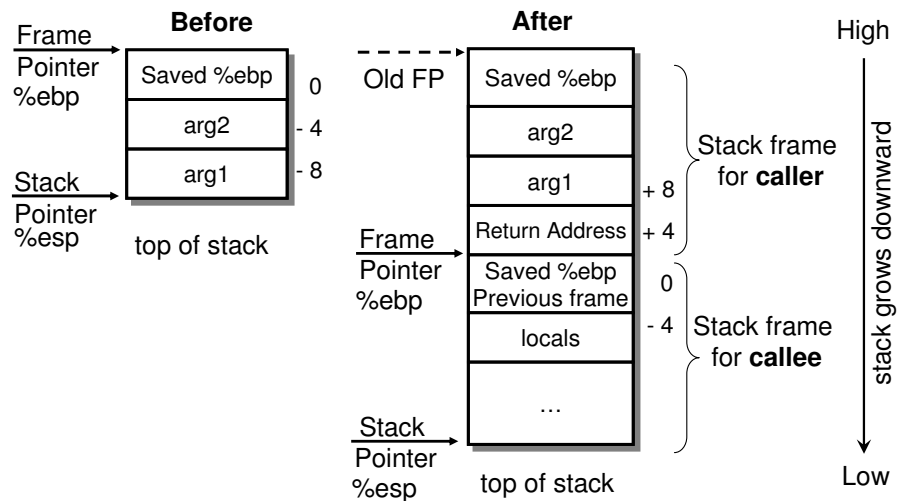 Before
Frame
Pointer
%ebp
Saved %ebp
0
arg2
- 4
arg1
- 8
Stack
Pointer
%esp
top of stack
After
Old FP
Saved %ebp
arg2
arg1
+ 8
Return Address
+ 4
Frame
Pointer
%ebp
Saved %ebp
Previous frame
0
locals
- 4
...
Stack
Pointer
%esp
top of stack
Stack frame
for caller
Stack frame
for callee
High
stack grows downward
Low